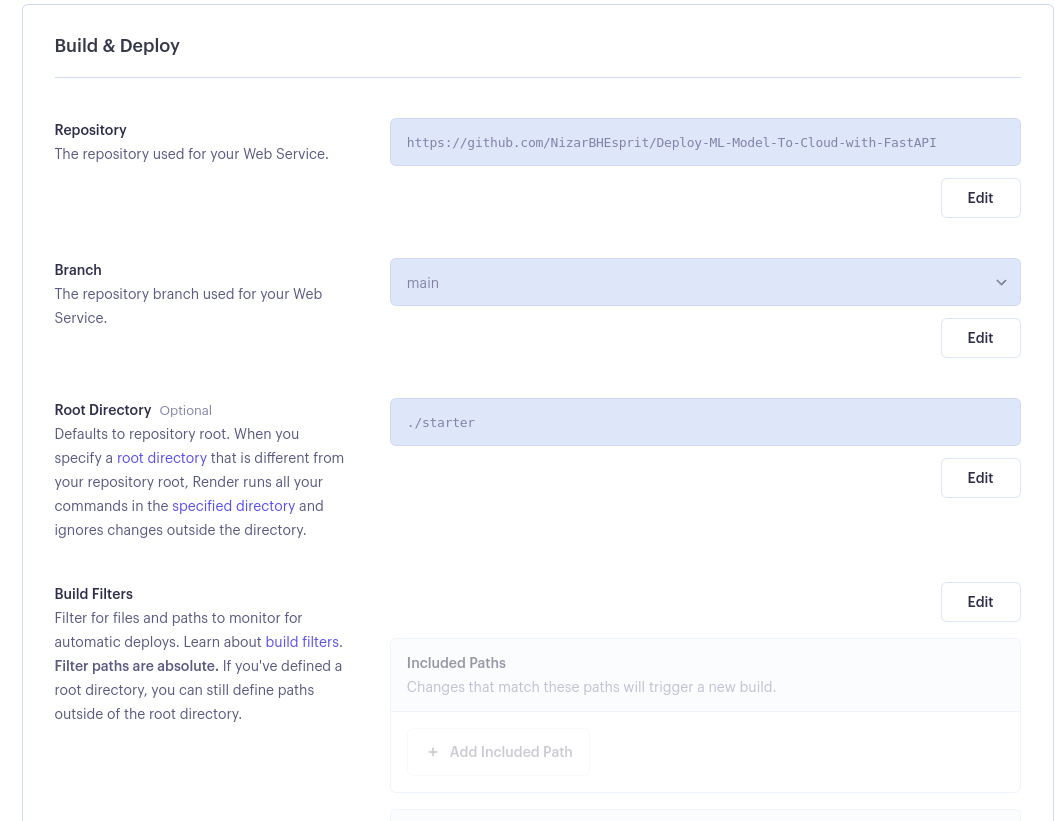 Build & Deploy
Repository
The repository used for your Web Service.
https://github.com/NizarBHEsprit/Deploy-ML-Model-To-Cloud-with-FastAPI
Edit
Branch
The repository branch used for your Web
Service.
main
Edit
Root Directory Optional
Defaults to repository root. When you
specify a root directory that is different from
your repository root, Render runs all your
commands in the specified directory and
ignores changes outside the directory.
./starter
Edit
Build Filters
Filter for files and paths to monitor for
automatic deploys. Learn about build filters.
Filter paths are absolute. If you've defined a
root directory, you can still define paths
outside of the root directory.
Edit
Included Paths
Changes that match these paths will trigger a new build.
+ Add Included Path